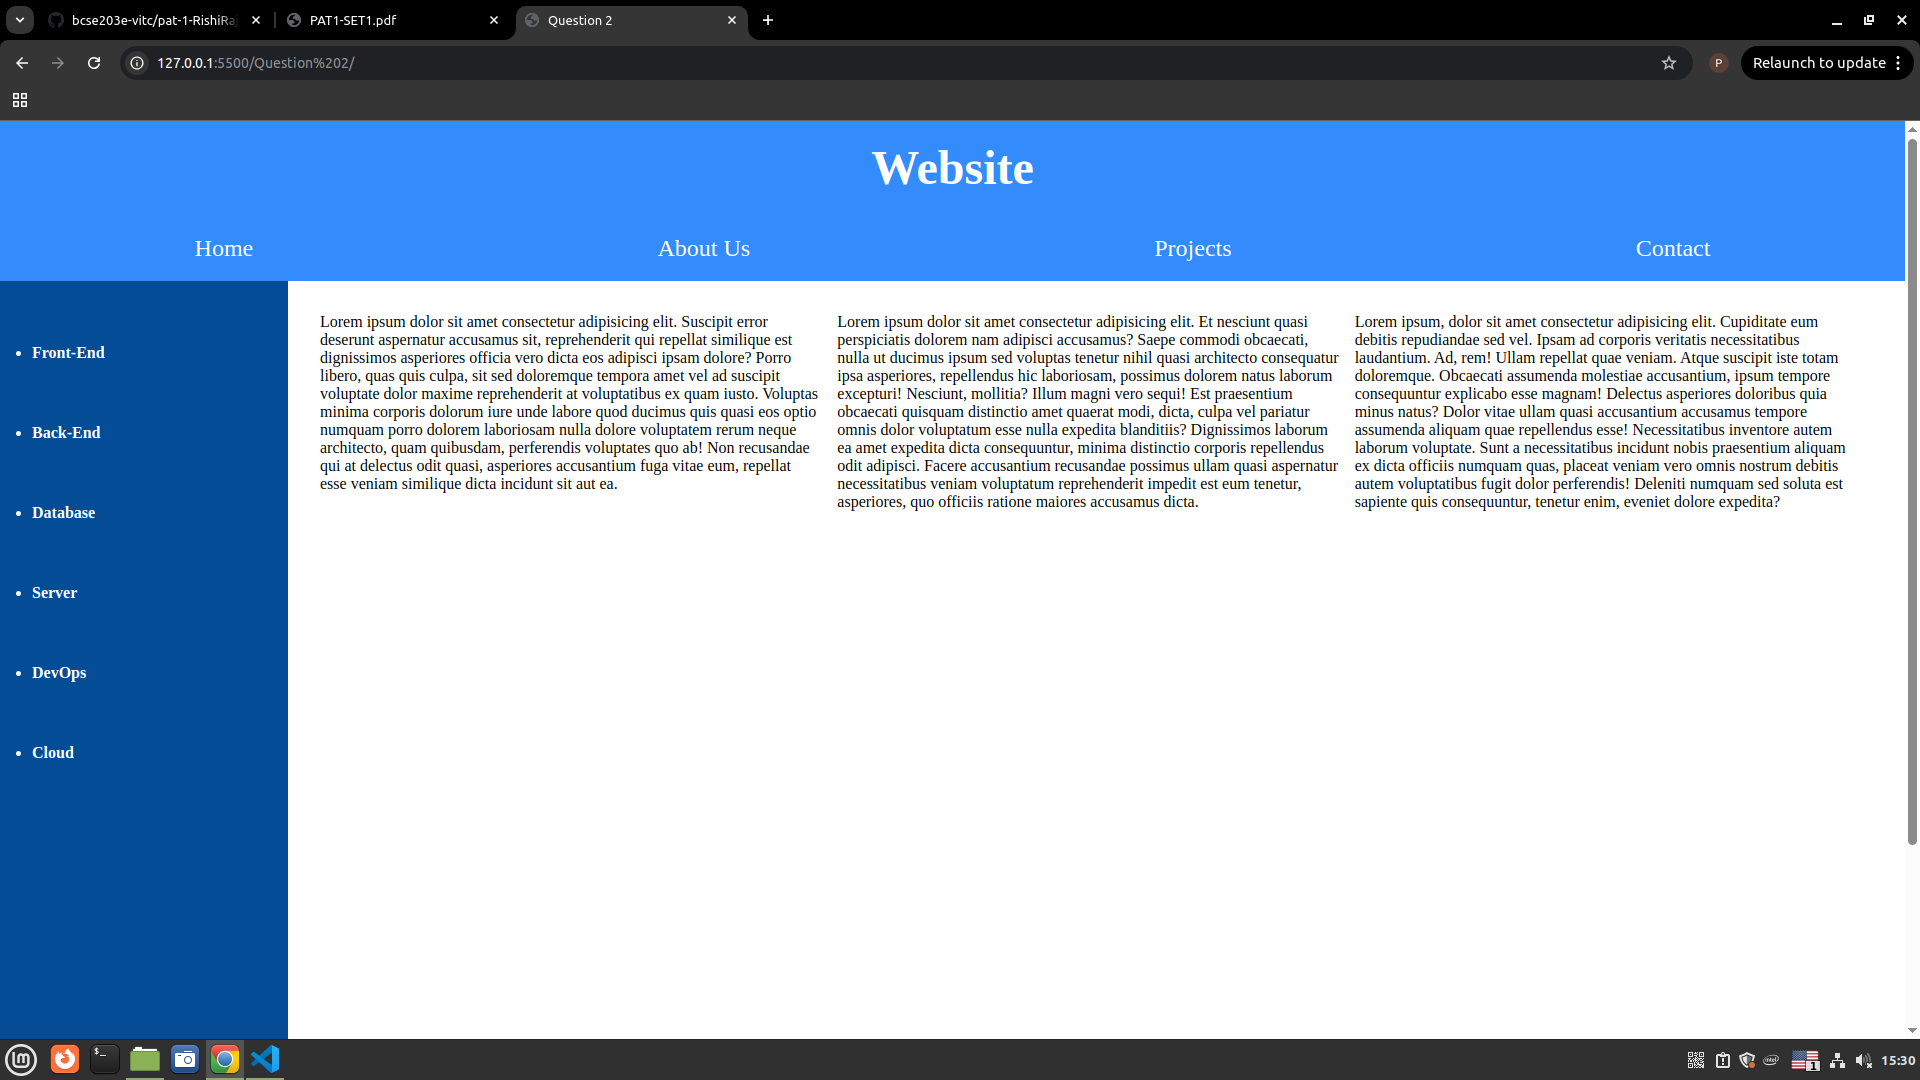 bcse203e-vitc/pat-1-RishiRa
PAT1-SET1.pdf
Question 2
127.0.0.1:5500/Question%202/
P
Relaunch to update
Website
Home
About Us
Projects
Contact
Front-End
Back-End
Database
Server
DevOps
Cloud
Lorem ipsum dolor sit amet consectetur adipisicing elit. Suscipit error
deserunt aspernatur accusamus sit, reprehenderit qui repellat similique est
dignissimos asperiores officia vero dicta eos adipisci ipsam dolore? Porro
libero, quas quis culpa, sit sed doloremque tempora amet vel ad suscipit
voluptate dolor maxime reprehenderit at voluptatibus ex quam iusto. Voluptas
minima corporis dolorum iure unde labore quod ducimus quis quasi eos optio
numquam porro dolorem laboriosam nulla dolore voluptatem rerum neque
architecto, quam quibusdam, perferendis voluptates quo ab! Non recusandae
qui at delectus odit quasi, asperiores accusantium fuga vitae eum, repellat
esse veniam similique dicta incidunt sit aut ea.
Lorem ipsum dolor sit amet consectetur adipisicing elit. Et nesciunt quasi
perspiciatis dolorem nam adipisci accusamus? Saepe commodi obcaecati,
nulla ut ducimus ipsum sed voluptas tenetur nihil quasi architecto consequatur
ipsa asperiores, repellendus hic laboriosam, possimus dolorem natus laborum
excepturi! Nesciunt, mollitia? Illum magni vero sequi! Est praesentium
obcaecati quisquam distinctio amet quaerat modi, dicta, culpa vel pariatur
omnis dolor voluptatum esse nulla expedita blanditiis? Dignissimos laborum
ea amet expedita dicta consequuntur, minima distinctio corporis repellendus
odit adipisci. Facere accusantium recusandae possimus ullam quasi aspernatur
necessitatibus veniam voluptatum reprehenderit impedit est eum tenetur,
asperiores, quo officiis ratione maiores accusamus dicta.
Lorem ipsum, dolor sit amet consectetur adipisicing elit. Cupiditate eum
debitis repudiandae sed vel. Ipsam ad corporis veritatis necessitatibus
laudantium. Ad, rem! Ullam repellat quae veniam. Atque suscipit iste totam
doloremque. Obcaecati assumenda molestiae accusantium, ipsum tempore
consequuntur explicabo esse magnam! Delectus asperiores doloribus quia
minus natus? Dolor vitae ullam quasi accusantium accusamus tempore
assumenda aliquam quae repellendus esse! Necessitatibus inventore autem
laborum voluptate. Sunt a necessitatibus incidunt nobis praesentium aliquam
ex dicta officiis numquam quas, placeat veniam vero omnis nostrum debitis
autem voluptatibus fugit dolor perferendis! Deleniti numquam sed soluta est
sapiente quis consequuntur, tenetur enim, eveniet dolore expedita?
1
15:30